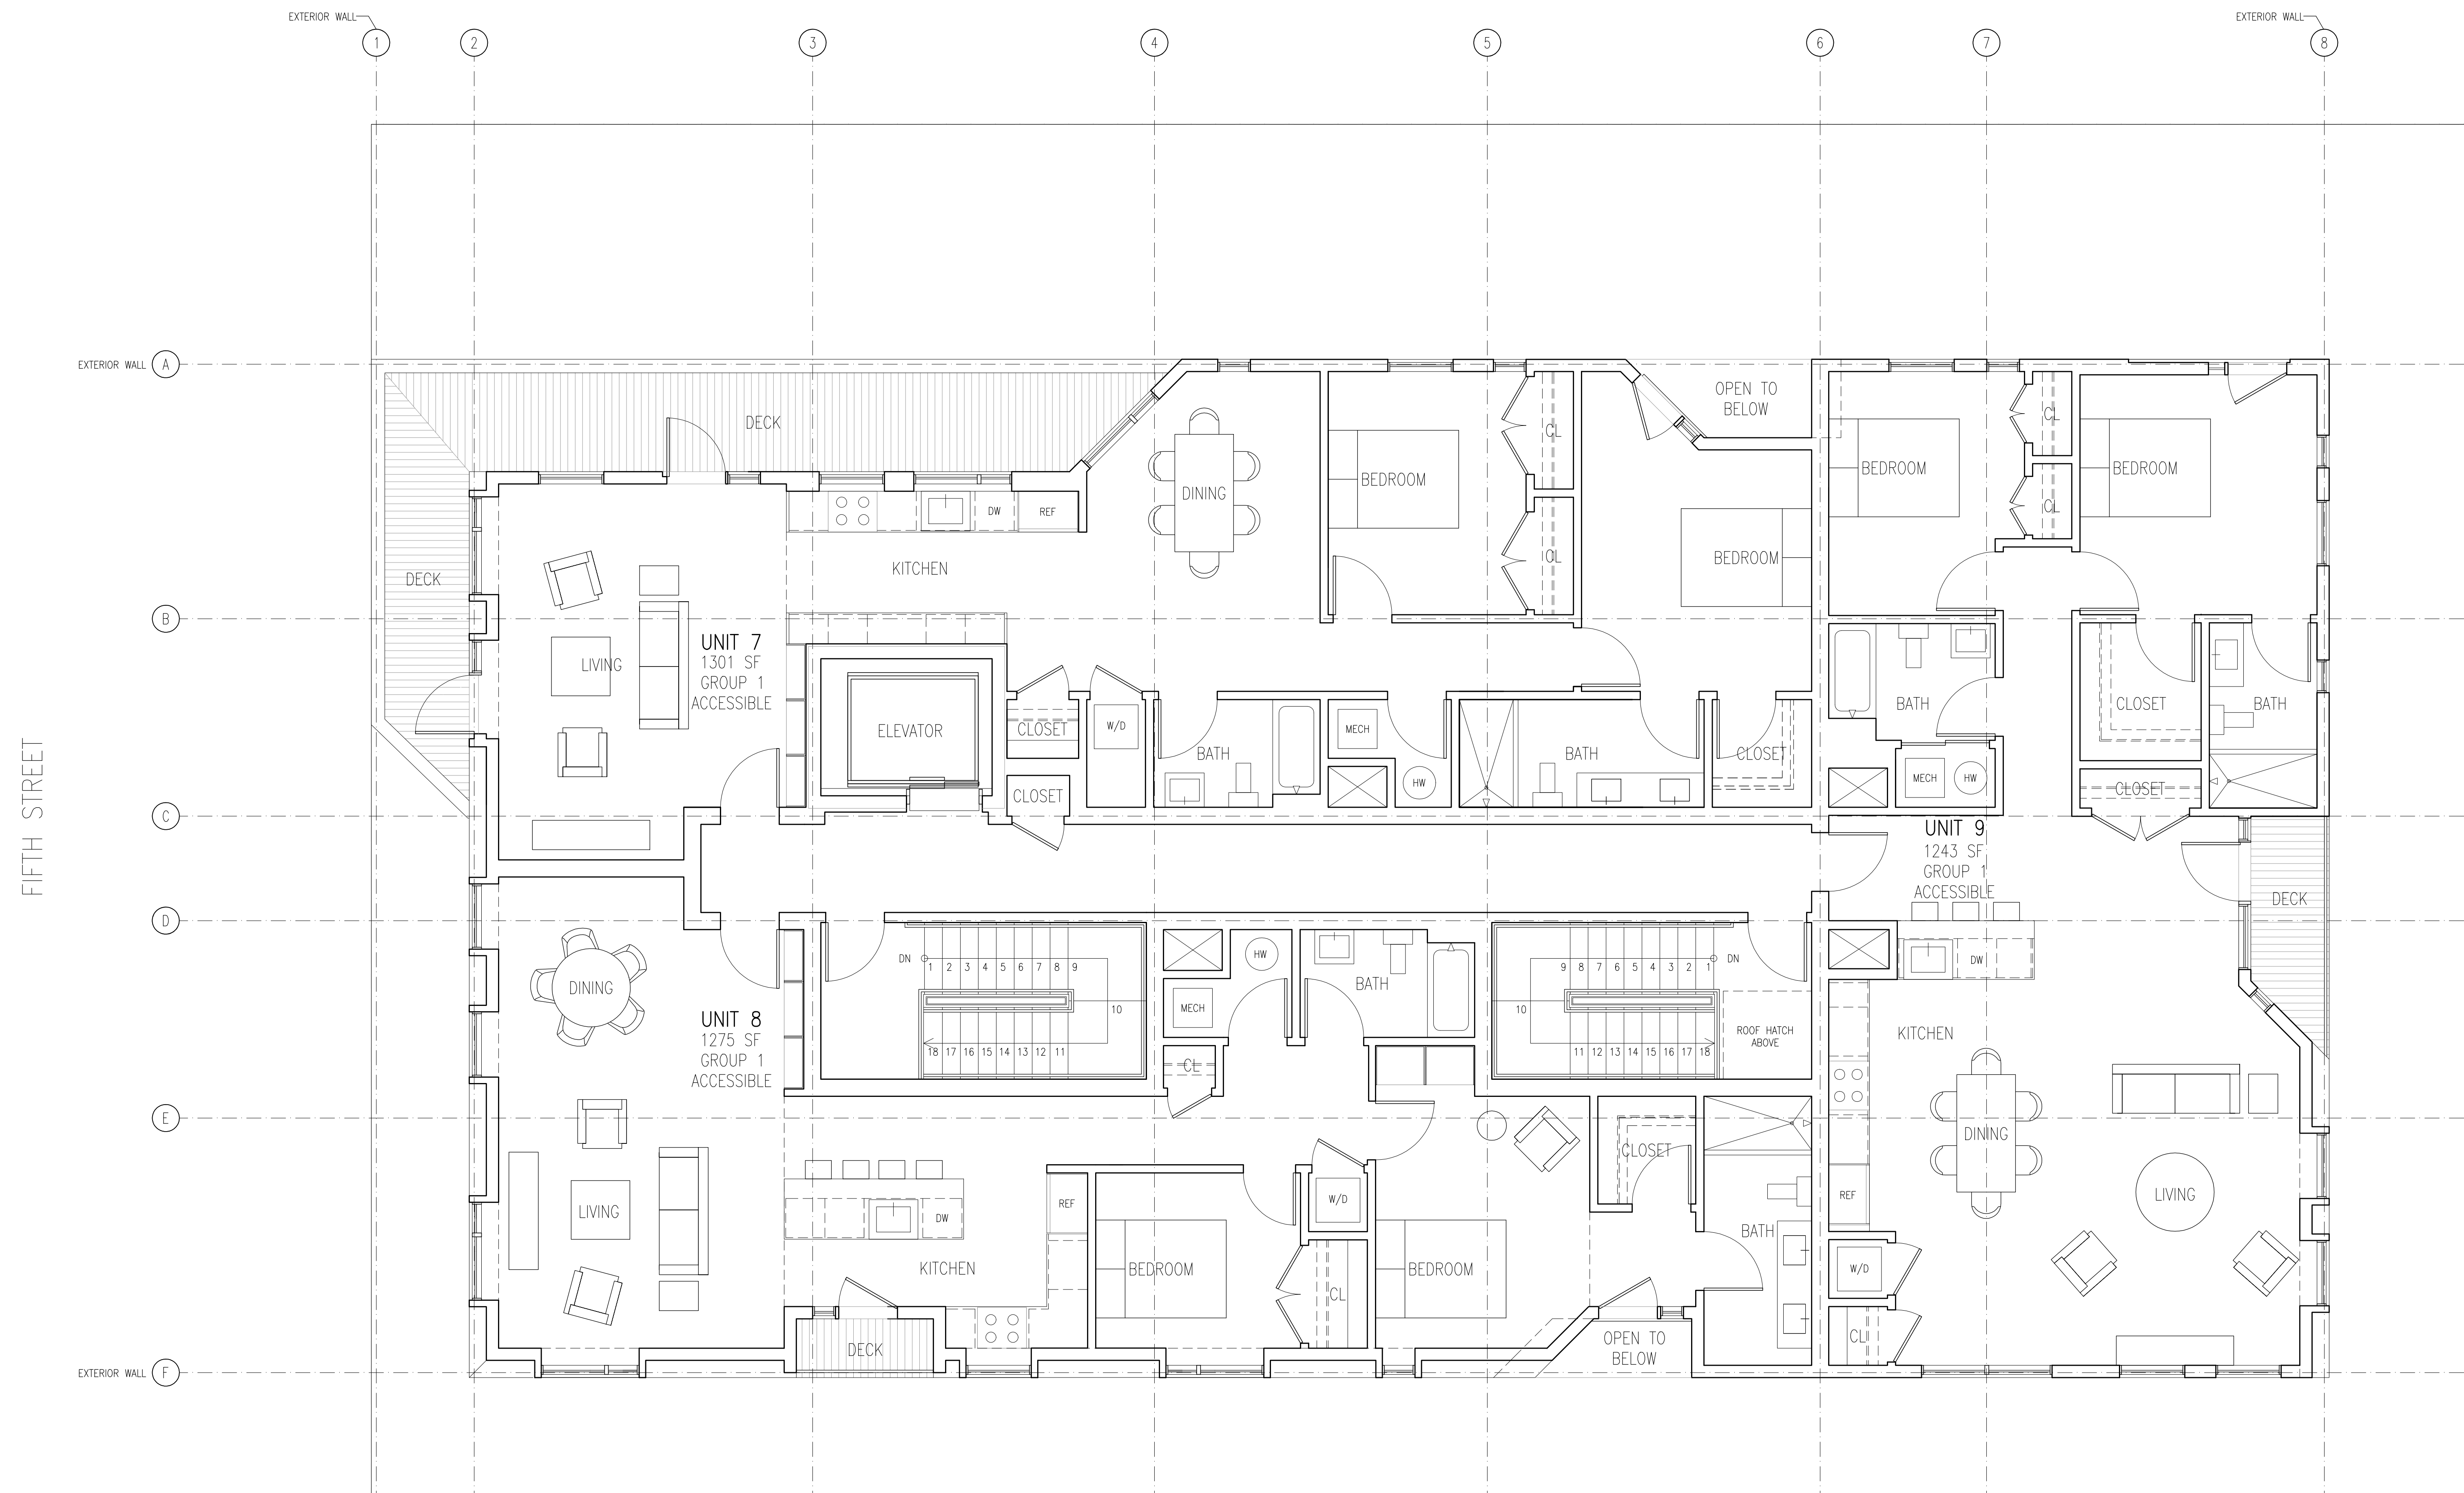 EXTERIOR WALL
EXTERIOR WALL
1
2
3
4
5
6
7
8
EXTERIOR WALL
A
B
C
D
E
EXTERIOR WALL
F
FIFTH STREET
DECK
DECK
LIVING
UNIT 7
1301 SF
GROUP 1
ACCESSIBLE
KITCHEN
DW
REF
DINING
ELEVATOR
CLOSET
CLOSET
W/D
BATH
MECH
HW
BEDROOM
CL
CL
BATH
CLOSET
BEDROOM
OPEN TO
BELOW
BEDROOM
CL
CL
BEDROOM
BATH
MECH
HW
CLOSET
CLOSET
BATH
UNIT 9
1243 SF
GROUP 1
ACCESSIBLE
DECK
DW
KITCHEN
REF
DINING
LIVING
W/D
CL
DINING
UNIT 8
1275 SF
GROUP 1
ACCESSIBLE
LIVING
DN
1 2 3 4 5 6 7 8 9
10
18 17 16 15 14 13 12 11
HW
MECH
CL
BATH
9 8 7 6 5 4 3 2 1
DN
10
11 12 13 14 15 16 17 18
ROOF HATCH
ABOVE
DW
REF
KITCHEN
DECK
BEDROOM
W/D
CL
BEDROOM
CLOSET
BATH
OPEN TO
BELOW